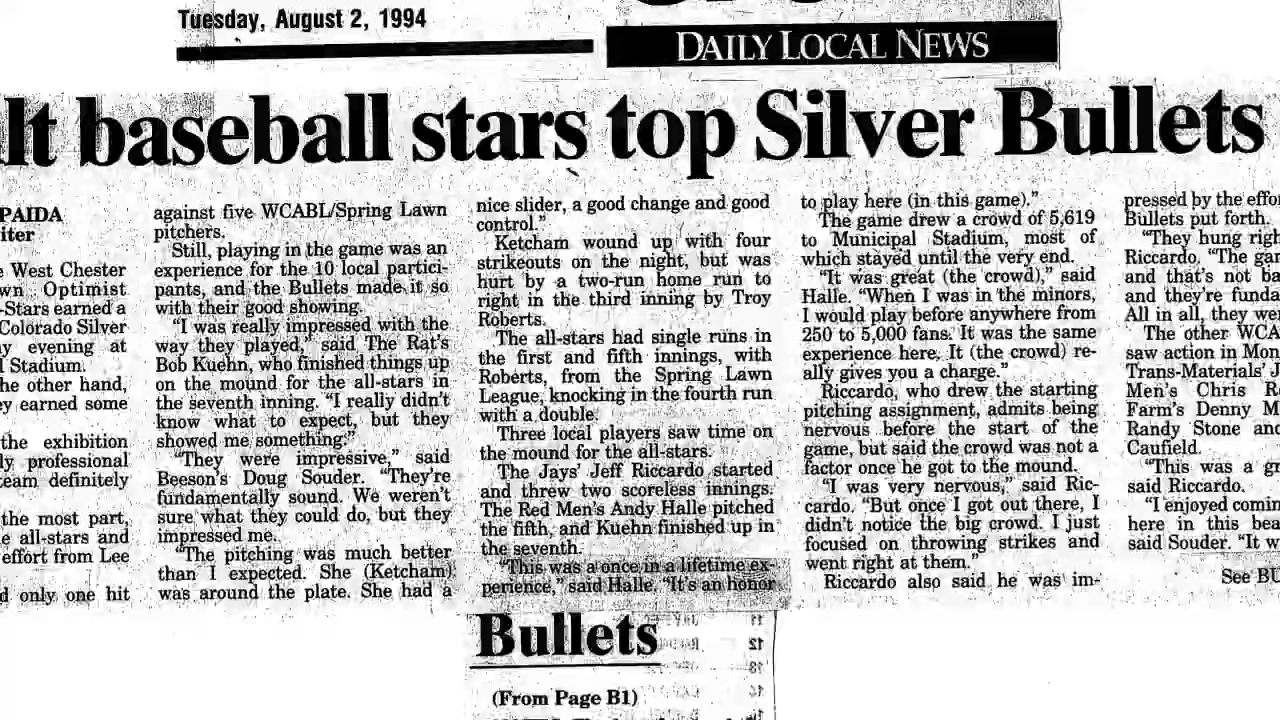 Tuesday, August 2, 1994
DAILY LOCAL NEWS
lt baseball stars top Silver Bullets
PAIDA
iter
e West Chester
wn Optimist
-Stars earned a
Colorado Silver
y evening at
l Stadium.
he other hand,
ey earned some
the exhibition
ly professional
team definitely
the most part,
e all-stars and
effort from Lee
d only one hit
against five WCABL/Spring Lawn
pitchers.
Still, playing in the game was an
experience for the 10 local partici-
pants, and the Bullets made it so
with their good showing.
"I was really impressed with the
way they played," said The Rat's
Bob Kuehn, who finished things up
on the mound for the all-stars in
the seventh inning. "I really didn't
know what to expect, but they
showed me something."
"They were impressive," said
Beeson's Doug Souder. "They're
fundamentally sound. We weren't
sure what they could do, but they
impressed me.
"The pitching was much better
than I expected. She (Ketcham)
was around the plate. She had a
nice slider, a good change and good
control."
Ketcham wound up with four
strikeouts on the night, but was
hurt by a two-run home run to
right in the third inning by Troy
Roberts.
The all-stars had single runs in
the first and fifth innings, with
Roberts, from the Spring Lawn
League, knocking in the fourth run
with a double.
Three local players saw time on
the mound for the all-stars.
The Jays' Jeff Riccardo started
and threw two scoreless innings.
The Red Men's Andy Halle pitched
the fifth, and Kuehn finished up in
the seventh.
"This was a once in a lifetime ex-
perience," said Halle. "It's an honor
to play here (in this game)."
The game drew a crowd of 5,619
to Municipal Stadium, most of
which stayed until the very end.
"It was great (the crowd)," said
Halle. "When I was in the minors,
I would play before anywhere from
250 to 5,000 fans. It was the same
experience here. It (the crowd) re-
ally gives you a charge."
Riccardo, who drew the starting
pitching assignment, admits being
nervous before the start of the
game, but said the crowd was not a
factor once he got to the mound.
"I was very nervous," said Ric-
cardo. "But once I got out there, I
didn't notice the big crowd. I just
focused on throwing strikes and
went right at them."
Riccardo also said he was im-
pressed by the effor
Bullets put forth.
"They hung righ
Riccardo. "The gar
and that's not ba
and they're funda
All in all, they wer
The other WCA
saw action in Mon
Trans-Materials' J
Men's Chris R
Farm's Denny M
Randy Stone and
Caufield.
"This was a gr
said Riccardo.
"I enjoyed comin
here in this bea
said Souder. "It w
See BU
Bullets
(From Page B1)